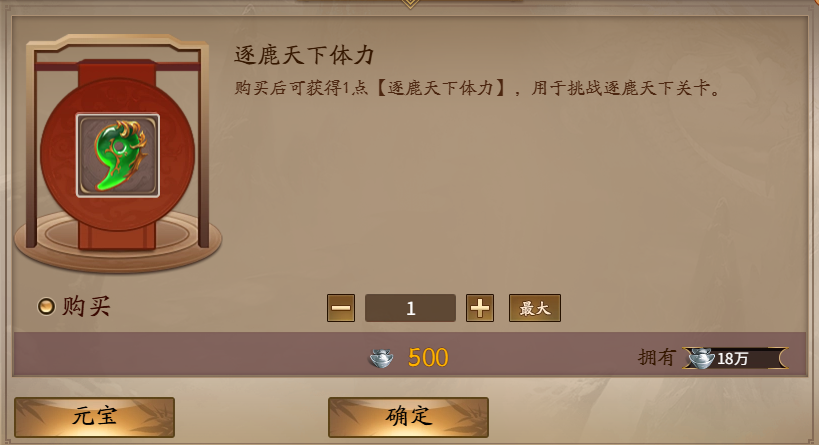 逐鹿天下体力
购买后可获得1点【逐鹿天下体力】，用于挑战逐鹿天下关卡。
购买
1
最大
500
拥有 18万
元宝
确定